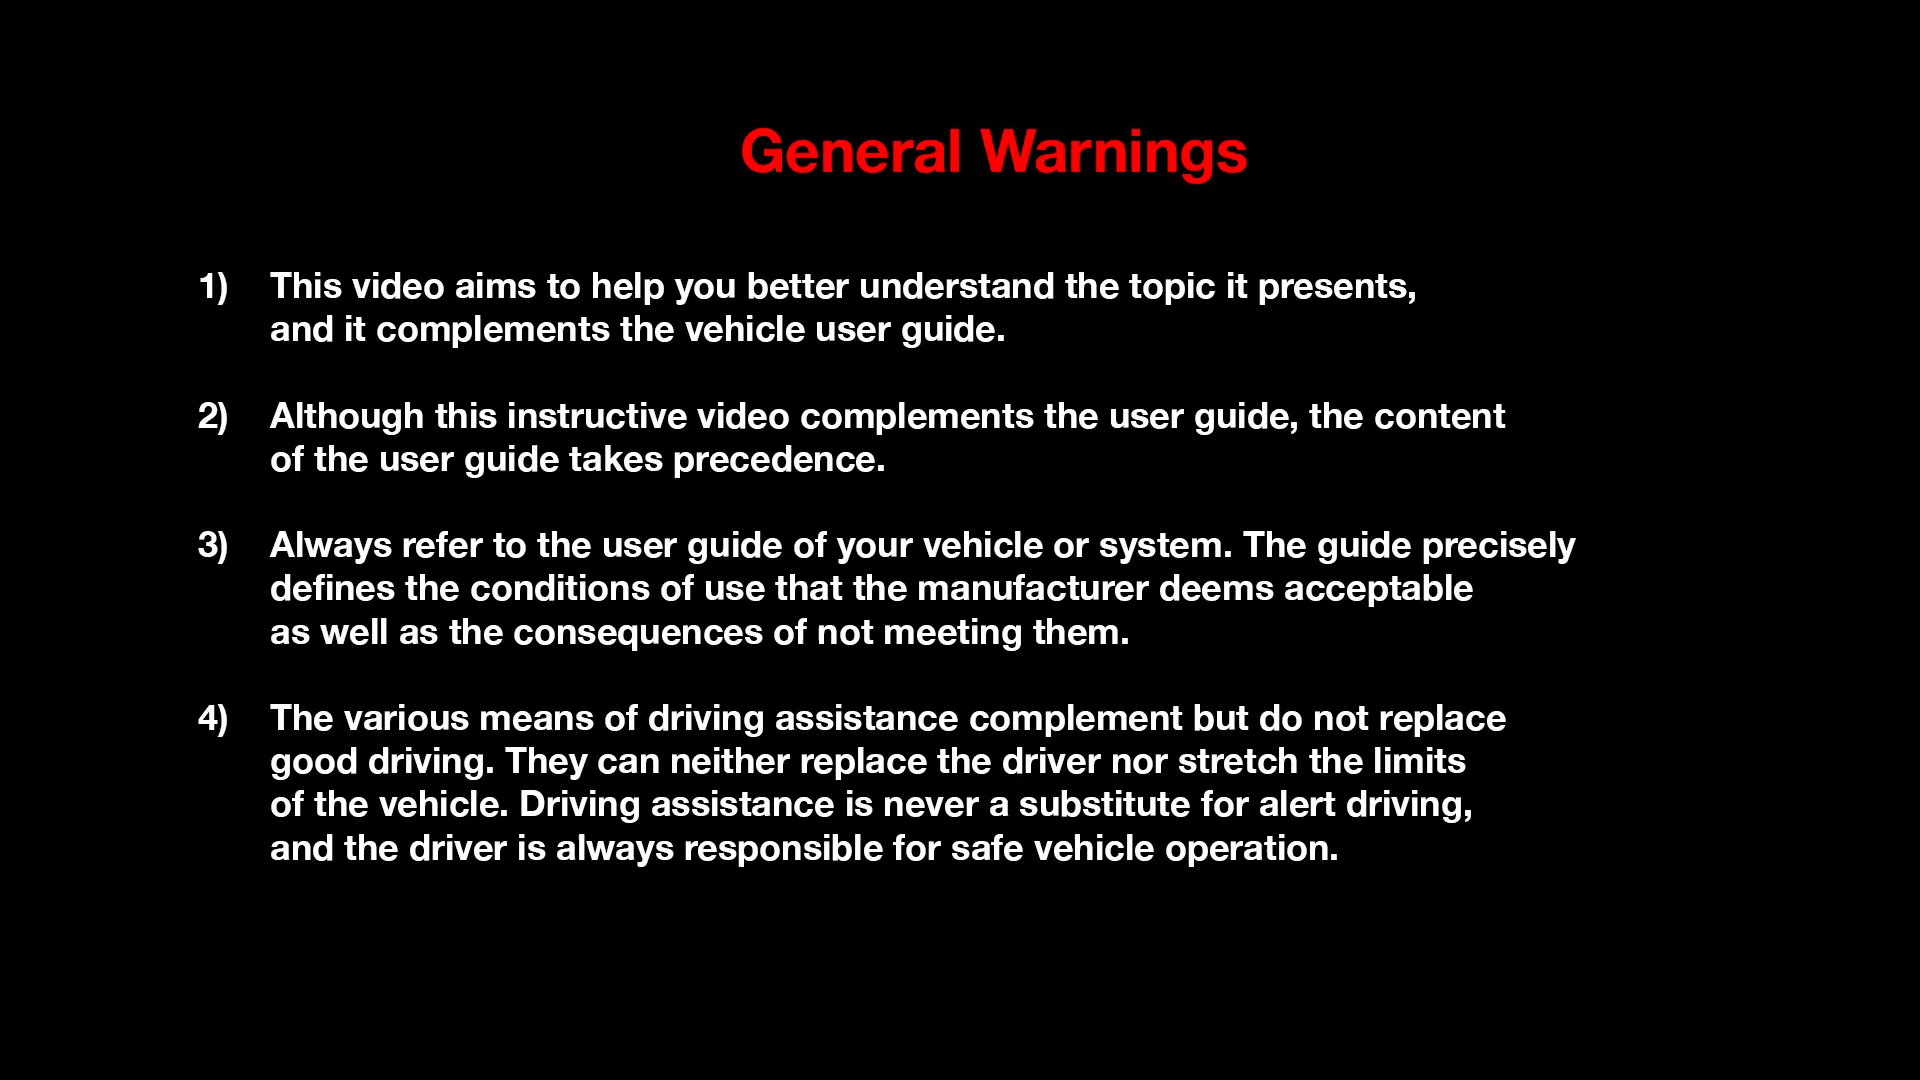 General Warnings
1) This video aims to help you better understand the topic it presents,
and it complements the vehicle user guide.
2) Although this instructive video complements the user guide, the content
of the user guide takes precedence.
3) Always refer to the user guide of your vehicle or system. The guide precisely
defines the conditions of use that the manufacturer deems acceptable
as well as the consequences of not meeting them.
4) The various means of driving assistance complement but do not replace
good driving. They can neither replace the driver nor stretch the limits
of the vehicle. Driving assistance is never a substitute for alert driving,
and the driver is always responsible for safe vehicle operation.